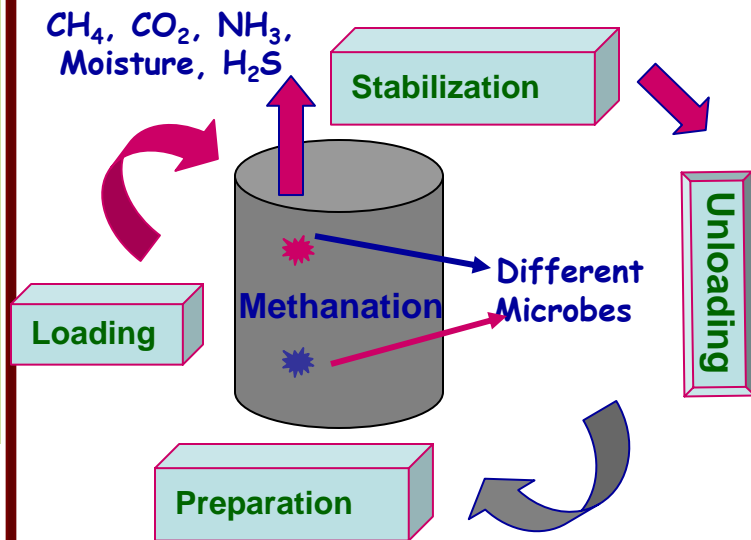 CH₄, CO₂, NH₃,
Moisture, H₂S
Stabilization
Unloading
Different
Microbes
Methanation
Loading
Preparation